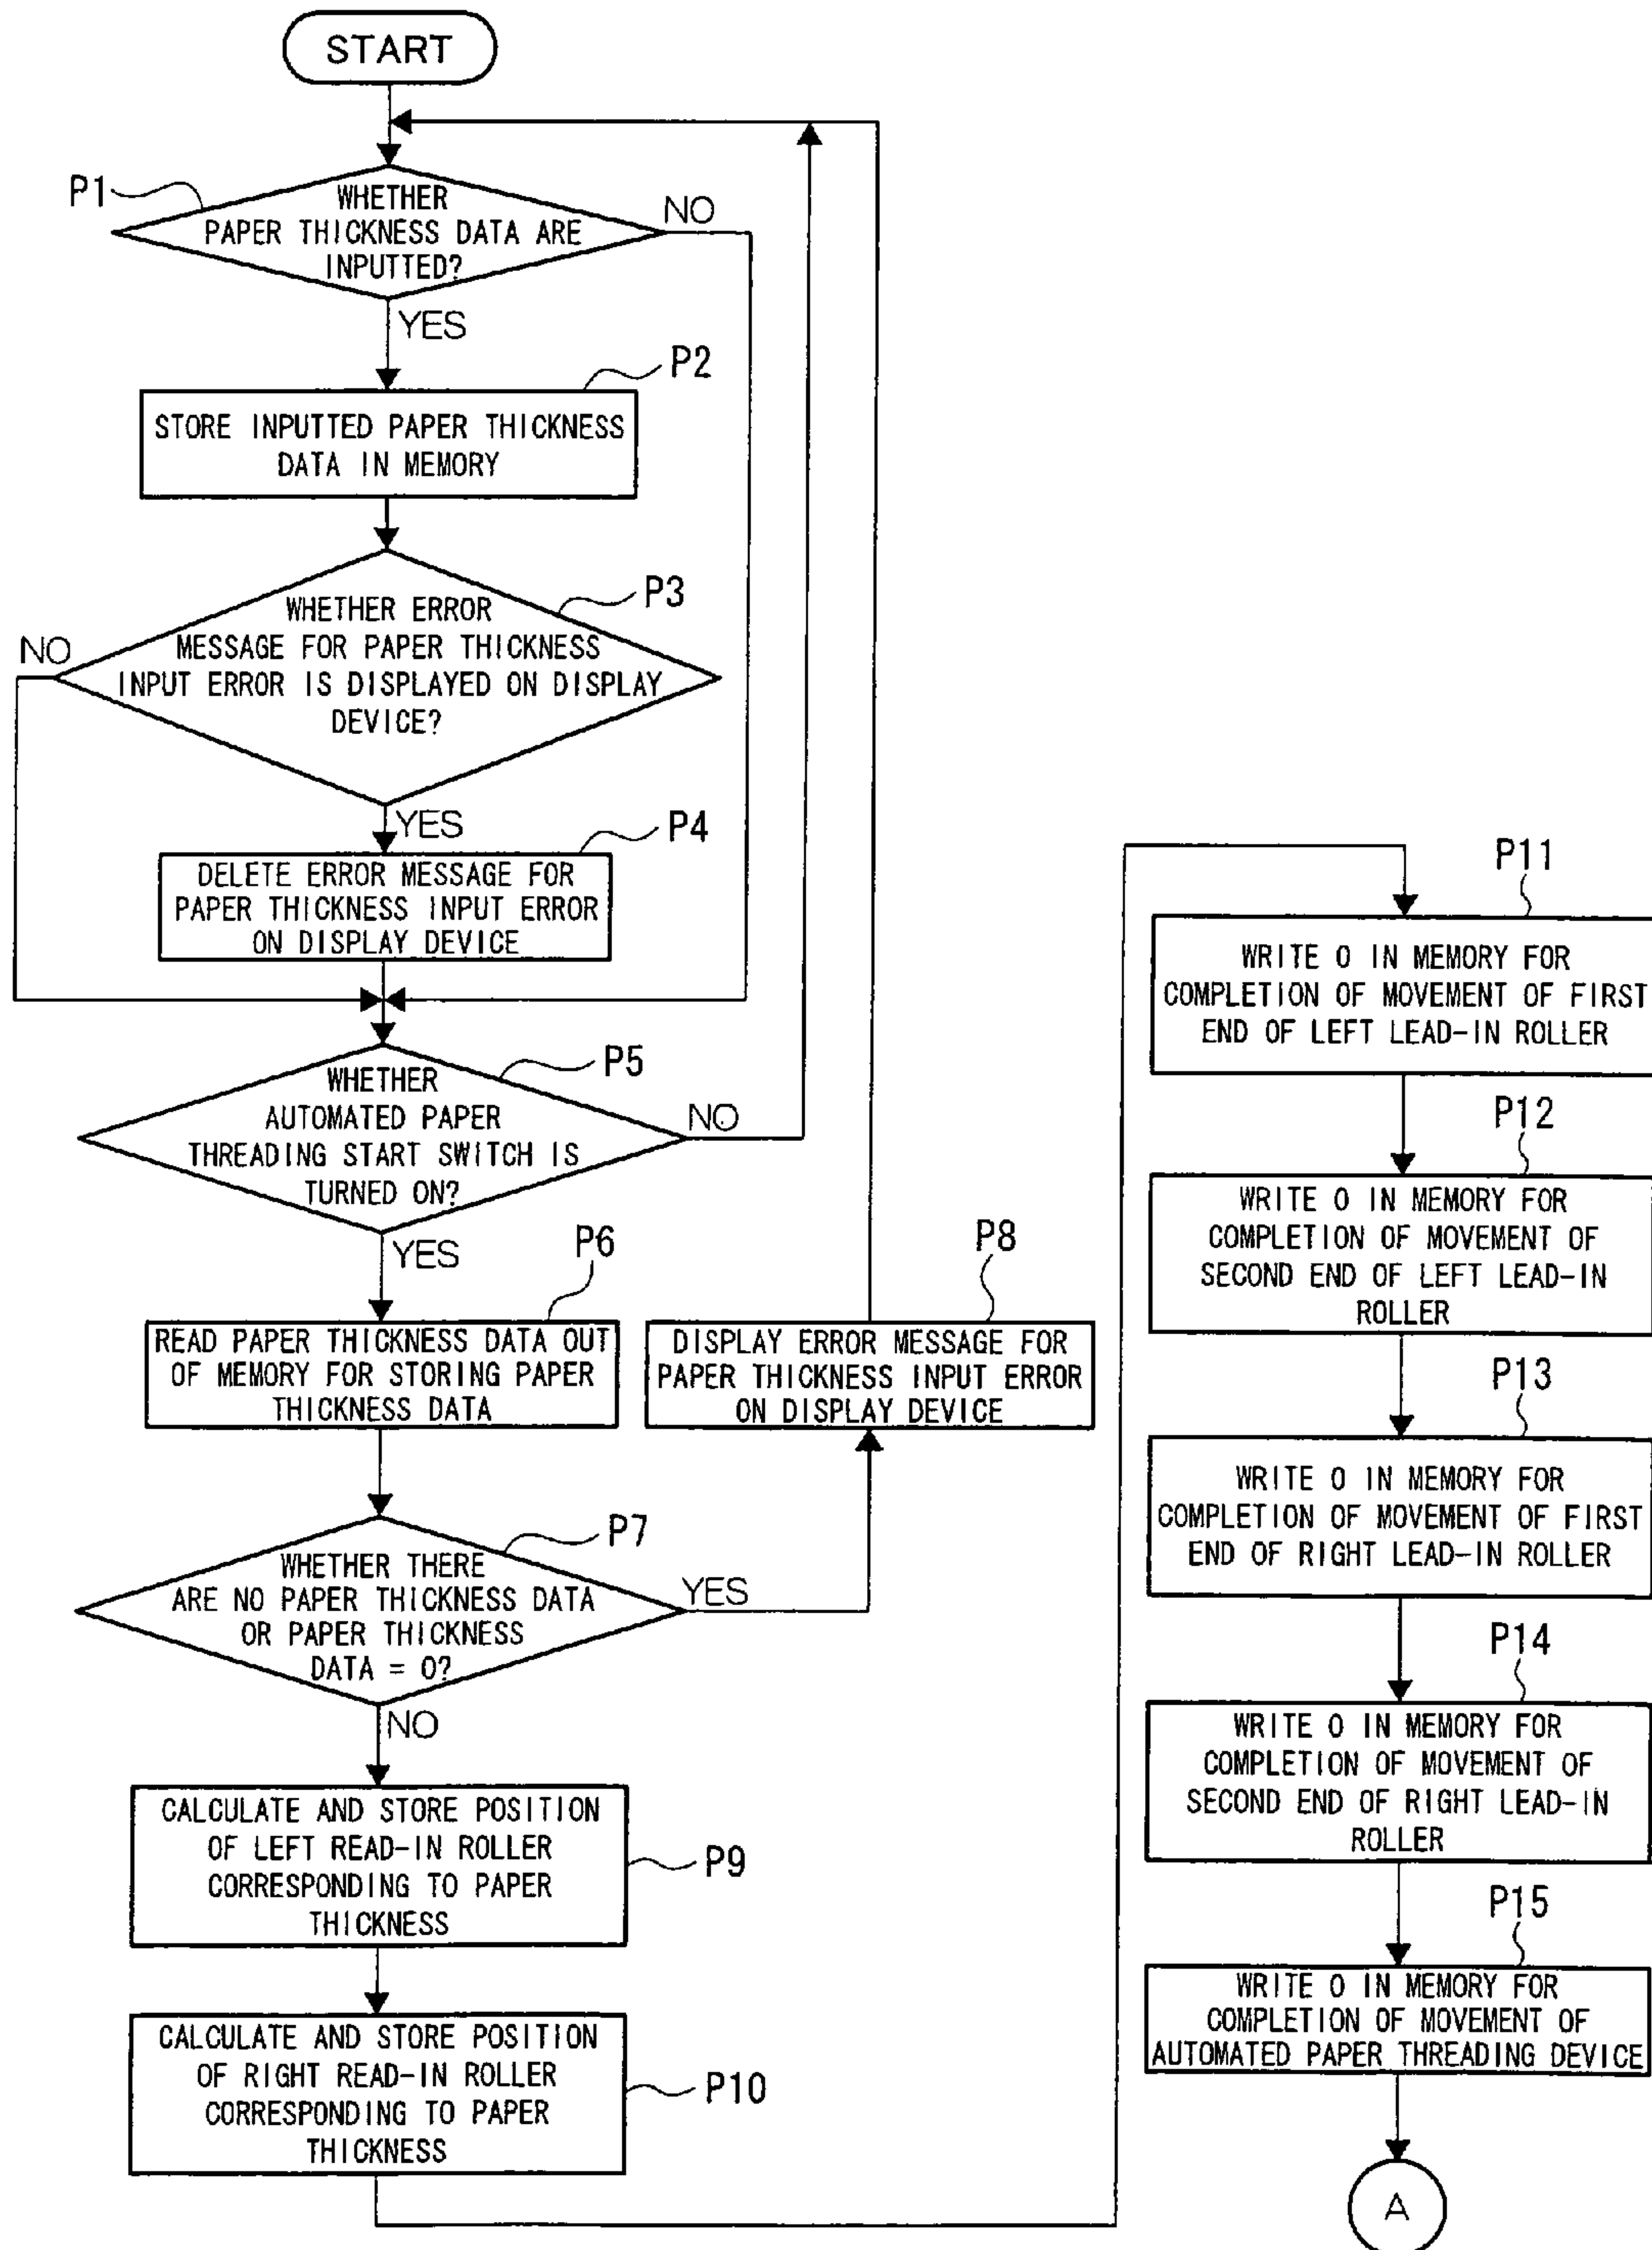 START
P1
WHETHER
PAPER THICKNESS DATA ARE
INPUTTED?
NO
YES
P2
STORE INPUTTED PAPER THICKNESS
DATA IN MEMORY
P3
WHETHER ERROR
MESSAGE FOR PAPER THICKNESS
INPUT ERROR IS DISPLAYED ON DISPLAY
DEVICE?
NO
YES
P4
DELETE ERROR MESSAGE FOR
PAPER THICKNESS INPUT ERROR
ON DISPLAY DEVICE
P5
WHETHER
AUTOMATED PAPER
THREADING START SWITCH IS
TURNED ON?
NO
YES
P6
READ PAPER THICKNESS DATA OUT
OF MEMORY FOR STORING PAPER
THICKNESS DATA
P7
WHETHER THERE
ARE NO PAPER THICKNESS DATA
OR PAPER THICKNESS
DATA = 0?
YES
NO
P8
DISPLAY ERROR MESSAGE FOR
PAPER THICKNESS INPUT ERROR
ON DISPLAY DEVICE
CALCULATE AND STORE POSITION
OF LEFT READ-IN ROLLER
CORRESPONDING TO PAPER
THICKNESS
P9
CALCULATE AND STORE POSITION
OF RIGHT READ-IN ROLLER
CORRESPONDING TO PAPER
THICKNESS
P10
P11
WRITE 0 IN MEMORY FOR
COMPLETION OF MOVEMENT OF FIRST
END OF LEFT LEAD-IN ROLLER
P12
WRITE 0 IN MEMORY FOR
COMPLETION OF MOVEMENT OF
SECOND END OF LEFT LEAD-IN
ROLLER
P13
WRITE 0 IN MEMORY FOR
COMPLETION OF MOVEMENT OF FIRST
END OF RIGHT LEAD-IN ROLLER
P14
WRITE 0 IN MEMORY FOR
COMPLETION OF MOVEMENT OF
SECOND END OF RIGHT LEAD-IN
ROLLER
P15
WRITE 0 IN MEMORY FOR
COMPLETION OF MOVEMENT OF
AUTOMATED PAPER THREADING DEVICE
A